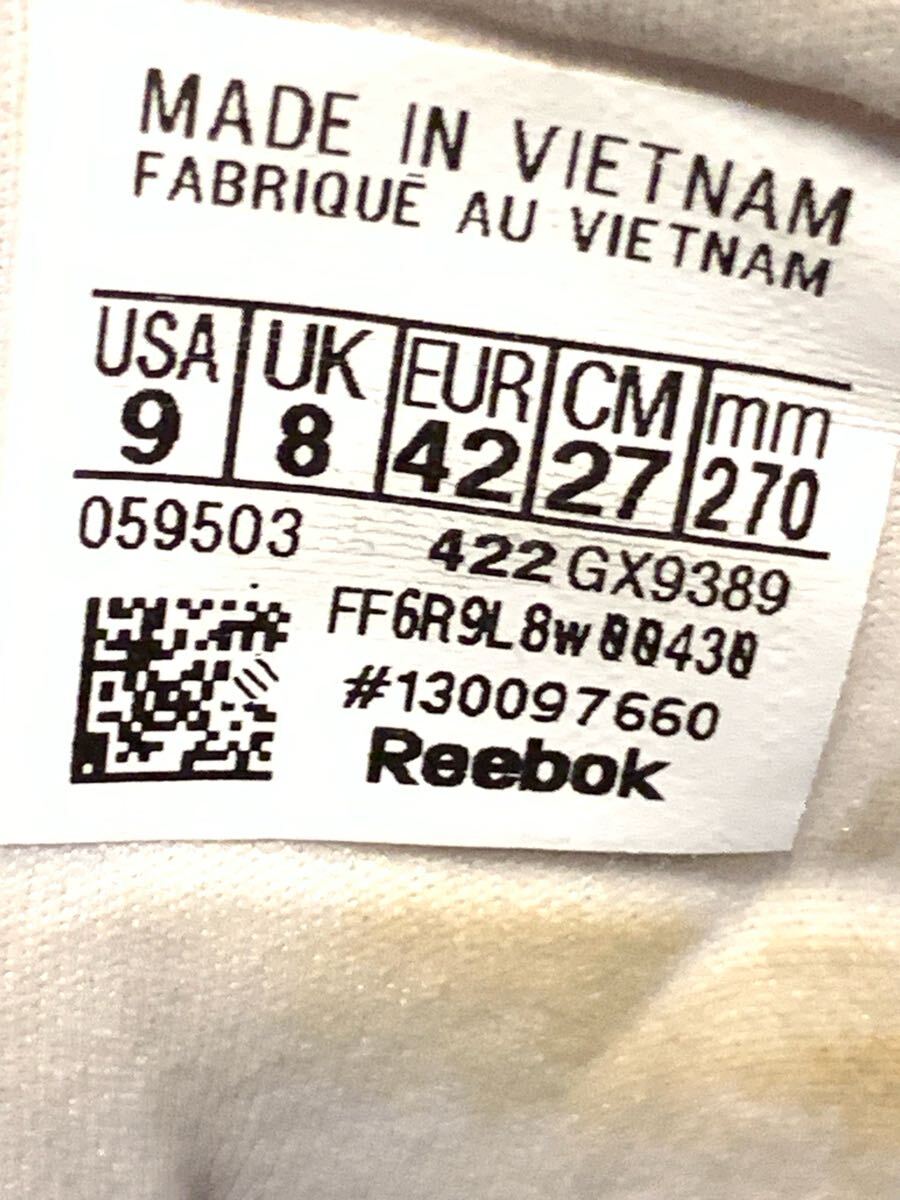 MADE IN VIETNAM
FABRIQUÉ AU VIETNAM
USA UK EUR CM mm
9 8 42 27 270
059503 422 GX9389
#130097660
Reebok